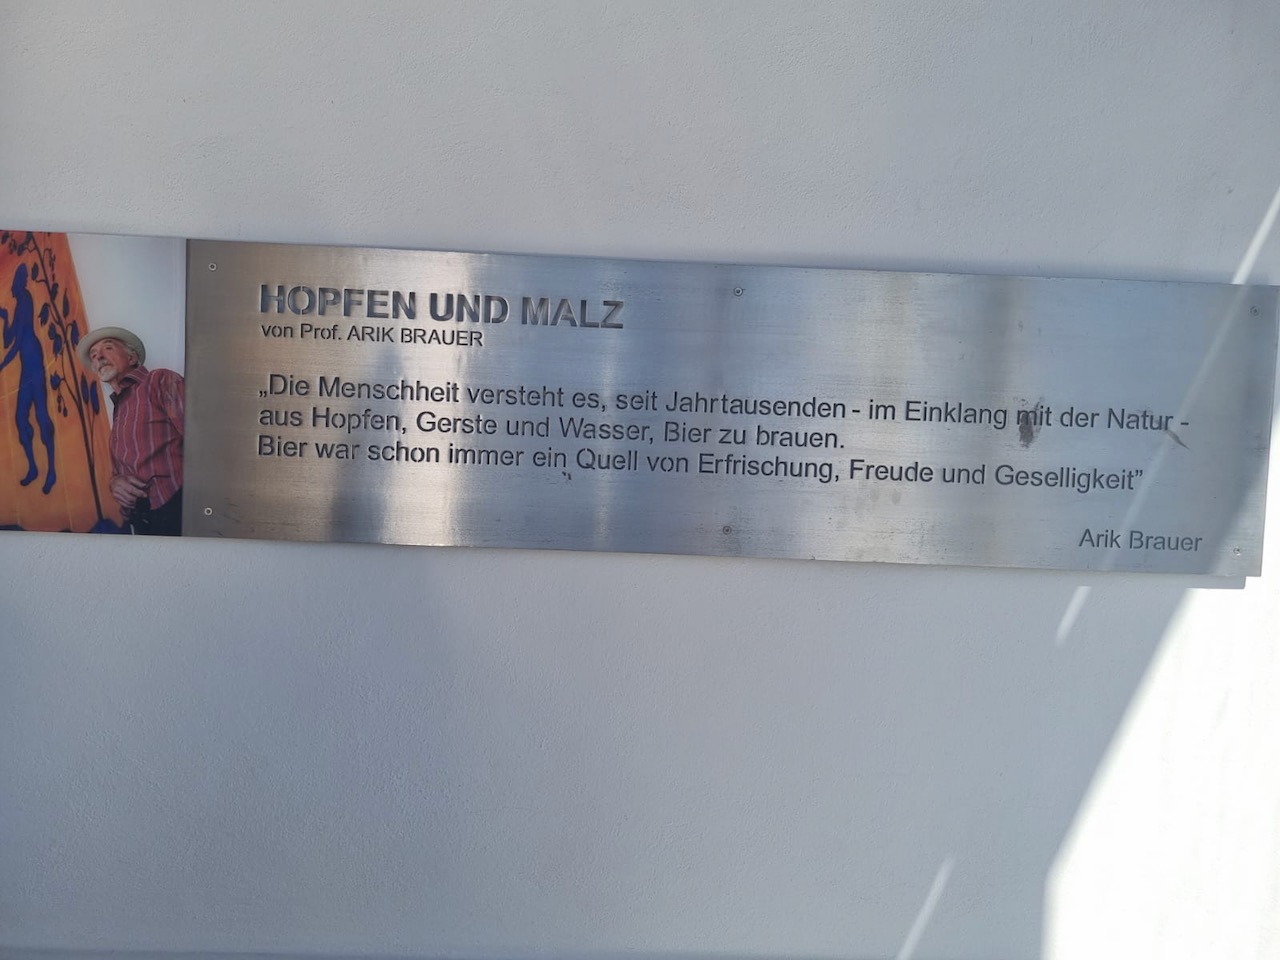 HOPFEN UND MALZ
von Prof. ARIK BRAUER
„Die Menschheit versteht es, seit Jahrtausenden - im Einklang mit der Natur -
aus Hopfen, Gerste und Wasser, Bier zu brauen.
Bier war schon immer ein Quell von Erfrischung, Freude und Geselligkeit”
Arik Brauer